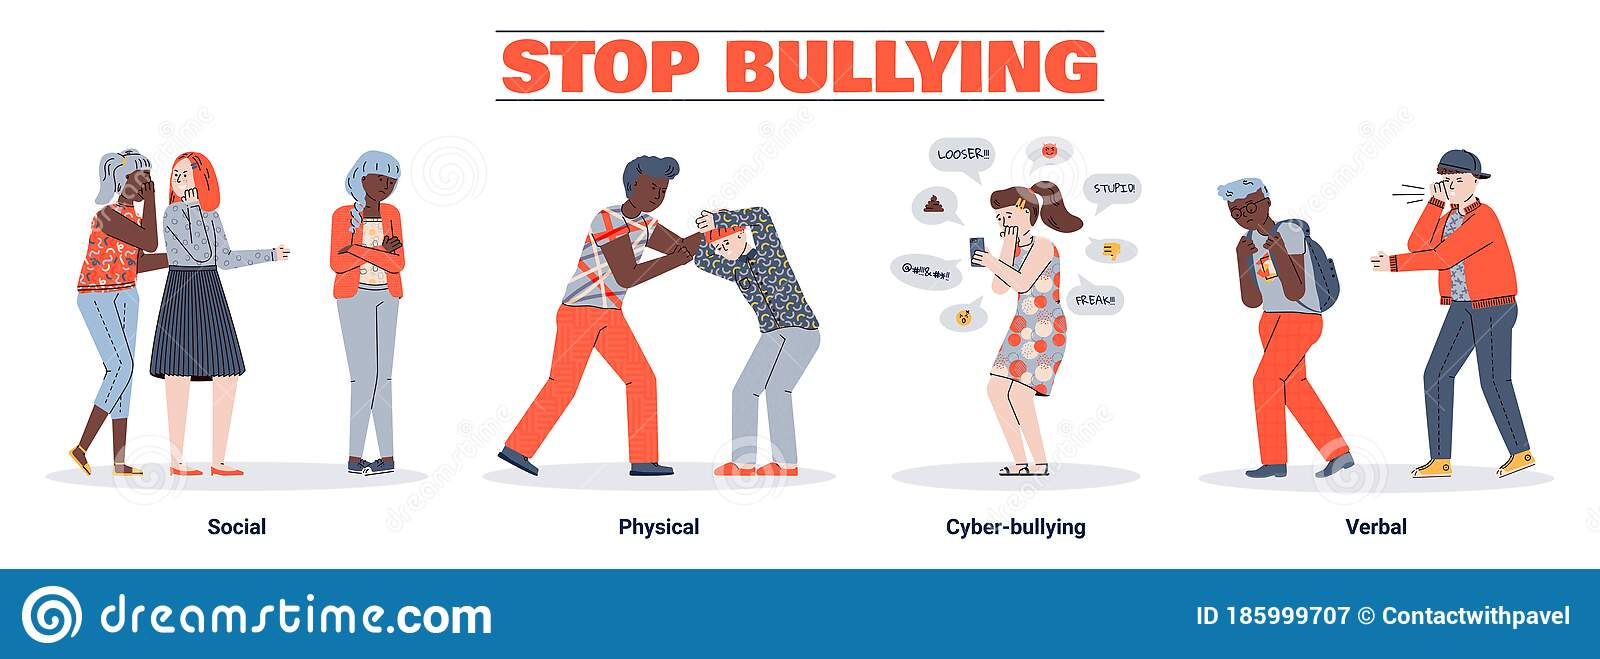 STOP BULLYING
LOOSER!!!
STUPID!
@#!!&#*!!
FREAK!!!
Social
Physical
Cyber-bullying
Verbal
dreamstime.com
ID 185999707 © Contactwithpavel